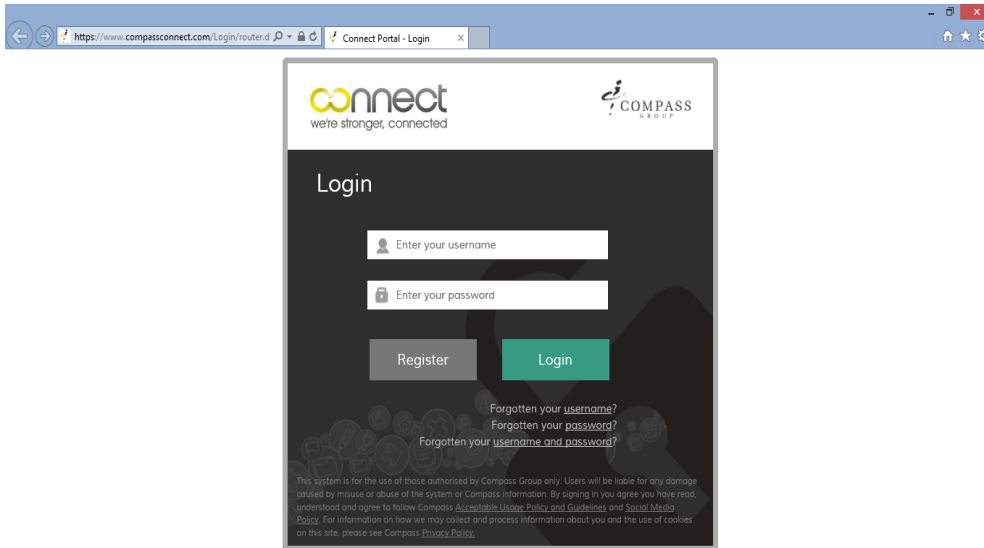 https://www.compassconnect.com/Login/router.d
Connect Portal - Login
connect
we're stronger, connected
COMPASS
GROUP
Login
Enter your username
Enter your password
Register
Login
Forgotten your username?
Forgotten your password?
Forgotten your username and password?
This system is for the use of those authorised by Compass Group only. Users will be liable for any damage
caused by misuse or abuse of the system or Compass information. By signing in you agree you have read,
understood and agree to follow Compass Acceptable Usage Policy and Guidelines and Social Media
Policy. For information on how we may collect and process information about you and the use of cookies
on this site, please see Compass Privacy Policy.